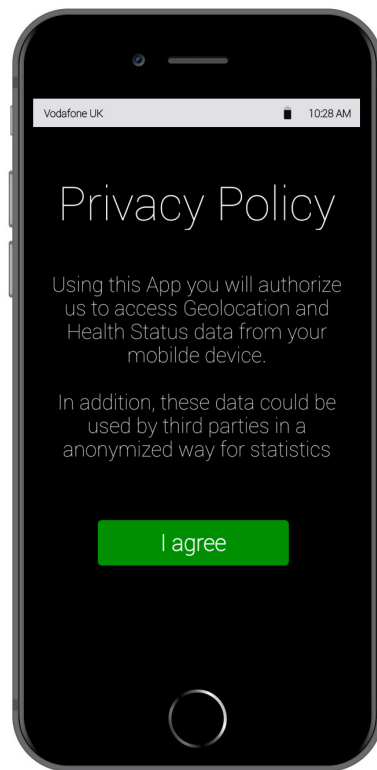 Vodafone UK 10:28 AM
Privacy Policy
Using this App you will authorize
us to access Geolocation and
Health Status data from your
mobilde device.
In addition, these data could be
used by third parties in a
anonymized way for statistics
I agree